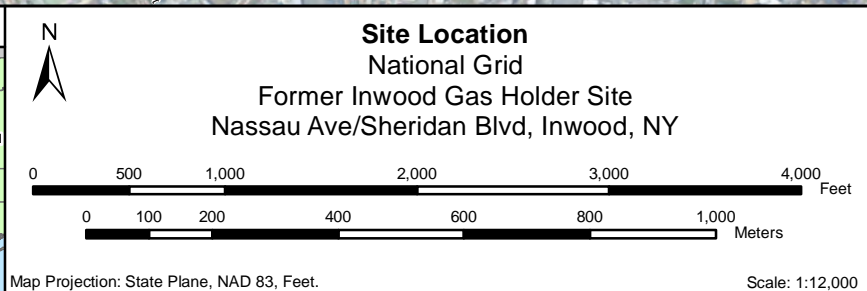 N
Site Location
National Grid
Former Inwood Gas Holder Site
Nassau Ave/Sheridan Blvd, Inwood, NY
0 500 1,000 2,000 3,000 4,000
Feet
0 100 200 400 600 800 1,000
Meters
Map Projection: State Plane, NAD 83, Feet.
Scale: 1:12,000